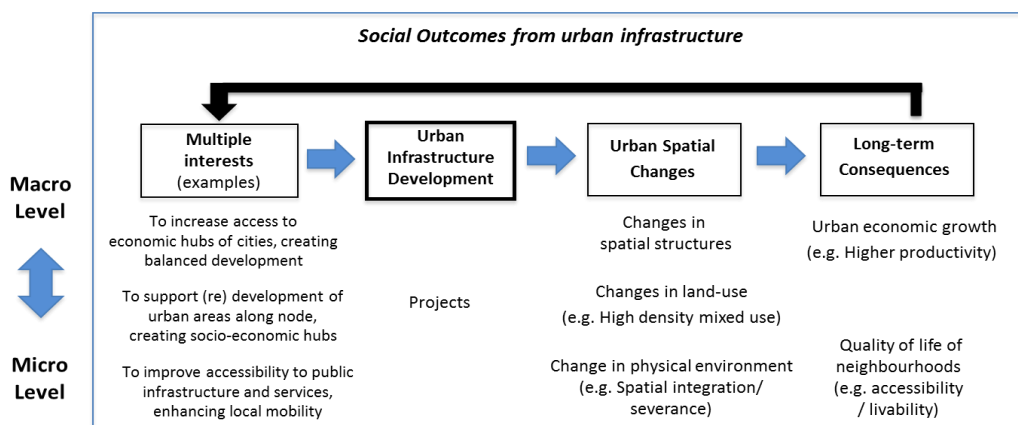 Social Outcomes from urban infrastructure
Multiple
interests
(examples)
Urban
Infrastructure
Development
Urban Spatial
Changes
Long-term
Consequences
Macro
Level
Micro
Level
To increase access to
economic hubs of cities, creating
balanced development
To support (re) development of
urban areas along node,
creating socio-economic hubs
To improve accessibility to public
infrastructure and services,
enhancing local mobility
Projects
Changes in
spatial structures
Changes in land-use
(e.g. High density mixed use)
Change in physical environment
(e.g. Spatial integration/
severance)
Urban economic growth
(e.g. Higher productivity)
Quality of life of
neighbourhoods
(e.g. accessibility
/ livability)